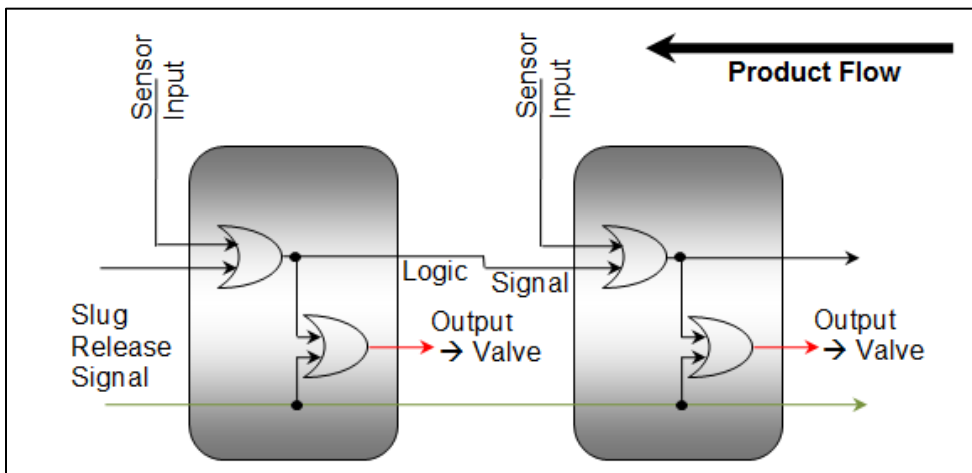 Sensor
Input
Sensor
Input
Product Flow
Logic
Signal
Slug
Release
Signal
Output
→ Valve
Output
→ Valve